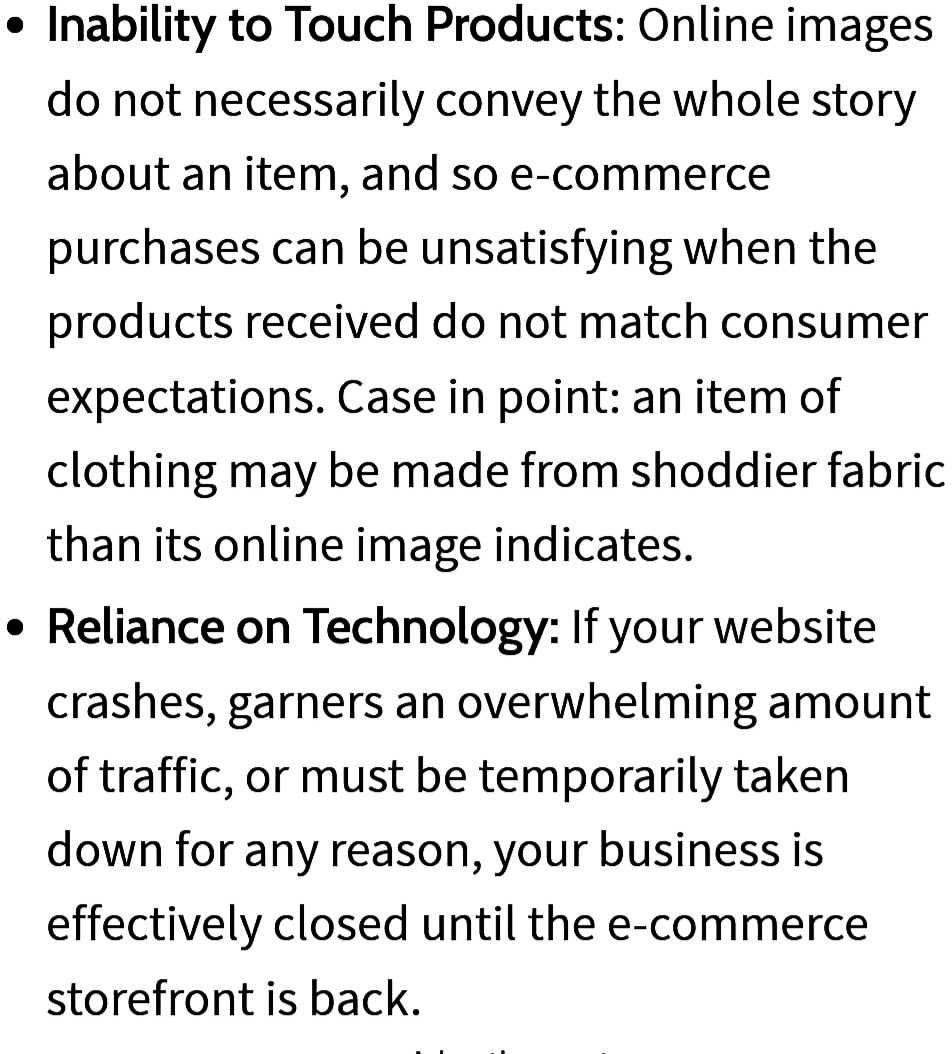 • Inability to Touch Products: Online images
do not necessarily convey the whole story
about an item, and so e-commerce
purchases can be unsatisfying when the
products received do not match consumer
expectations. Case in point: an item of
clothing may be made from shoddier fabric
than its online image indicates.
• Reliance on Technology: If your website
crashes, garners an overwhelming amount
of traffic, or must be temporarily taken
down for any reason, your business is
effectively closed until the e-commerce
storefront is back.